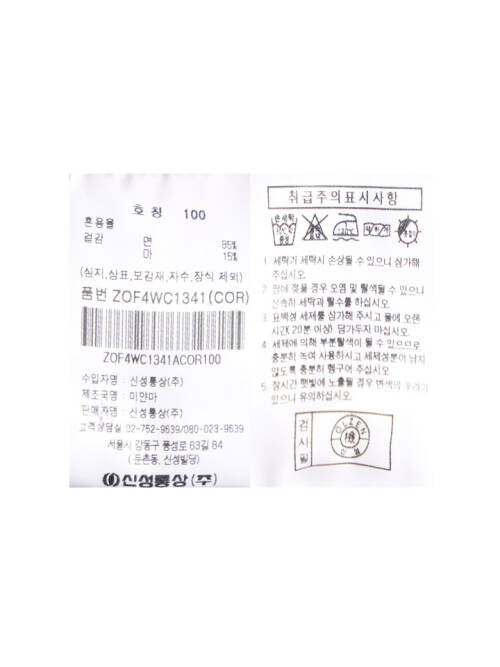 호칭 100
혼용율
겉감 면 85%
마 15%
(심지,상표,보강재,자수,장식 제외)
품번 ZOF4WC1341(COR)
ZOF4WC1341ACOR100
수입자명 : 신성통상(주)
제조국명 : 미얀마
판매자명 : 신성통상(주)
고객상담실 02-752-9639/080-023-9639
서울시 강동구 풍성로 63길 84
(둔촌동, 신성빌딩)
신성통상(주)
취급주의표시사항
손세탁
중성
120℃
1 세탁기 세탁시 손상될 수 있으니 삼가해
주십시오.
2 땀에 젖을 경우 오염 및 탈색될 수 있으니
신속히 세탁과 탈수를 하십시오.
3 표백성 세제를 삼가해 주시고 물에 오랜
시간(20분 이상) 담가두지 마십시오.
4 세제에 의해 부분탈색이 될 수 있으므로
충분히 녹여 사용하시고 세제성분이 남지
않도록 충분히 헹구어 주십시오.
5 장시간 햇빛에 노출될 경우 변색의 우려가
있으니 유의하십시오.
검사필
OLZEN